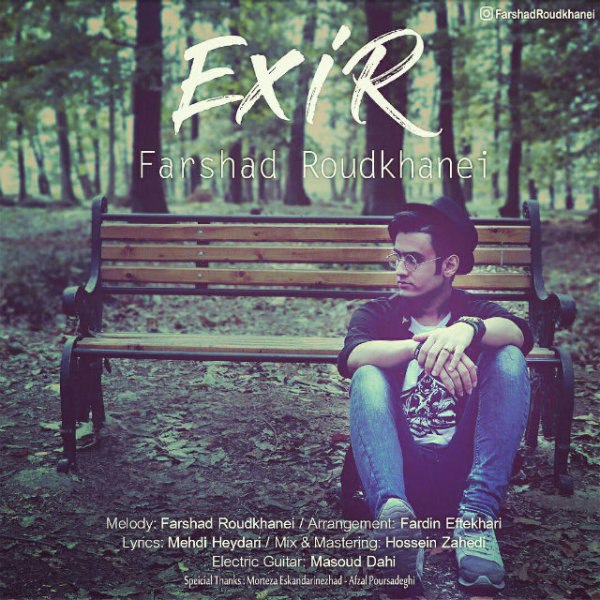 FarshadRoudkhanei
EXiR
Farshad Roudkhanei
Melody: Farshad Roudkhanei / Arrangement: Fardin Eftekhari
Lyrics: Mehdi Heydari / Mix & Mastering: Hossein Zahedi
Electric Guitar: Masoud Dahi
Speicial Thanks: Morteza Eskandarinezhad - Afzal Poursadeghi